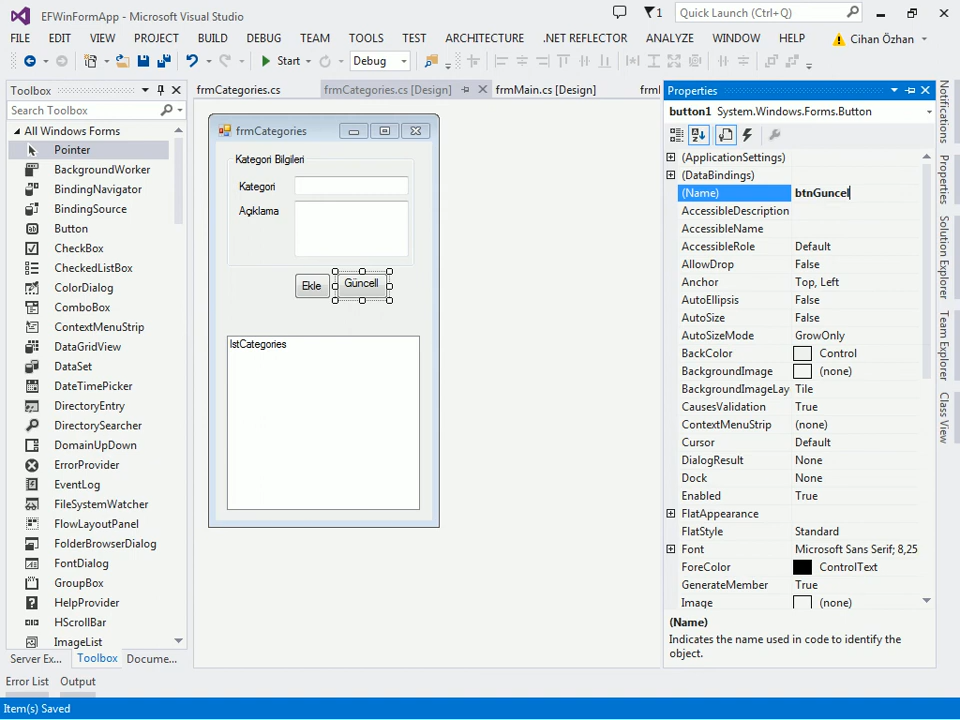 EFWinFormApp - Microsoft Visual Studio
1
Quick Launch (Ctrl+Q)
FILE EDIT VIEW PROJECT BUILD DEBUG TEAM TOOLS TEST ARCHITECTURE .NET REFLECTOR ANALYZE WINDOW HELP Cihan Özhan
Start Debug
Toolbox
Search Toolbox
All Windows Forms
Pointer
BackgroundWorker
BindingNavigator
BindingSource
Button
CheckBox
CheckedListBox
ColorDialog
ComboBox
ContextMenuStrip
DataGridView
DataSet
DateTimePicker
DirectoryEntry
DirectorySearcher
DomainUpDown
ErrorProvider
EventLog
FileSystemWatcher
FlowLayoutPanel
FolderBrowserDialog
FontDialog
GroupBox
HelpProvider
HScrollBar
ImageList
Server Ex... Toolbox Docume...
Error List Output
Item(s) Saved
frmCategories.cs frmCategories.cs [Design] frmMain.cs [Design]
frmCategories
Kategori Bilgileri
Kategori
Açıklama
Ekle Güncell
lstCategories
Properties
button1 System.Windows.Forms.Button
(ApplicationSettings)
(DataBindings)
(Name) btnGuncel
AccessibleDescription
AccessibleName
AccessibleRole Default
AllowDrop False
Anchor Top, Left
AutoEllipsis False
AutoSize False
AutoSizeMode GrowOnly
BackColor Control
BackgroundImage (none)
BackgroundImageLay Tile
CausesValidation True
ContextMenuStrip (none)
Cursor Default
DialogResult None
Dock None
Enabled True
FlatAppearance
FlatStyle Standard
Font Microsoft Sans Serif; 8,25
ForeColor ControlText
GenerateMember True
Image (none)
(Name)
Indicates the name used in code to identify the
object.
Notifications
Properties
Solution Explorer
Team Explorer
Class View